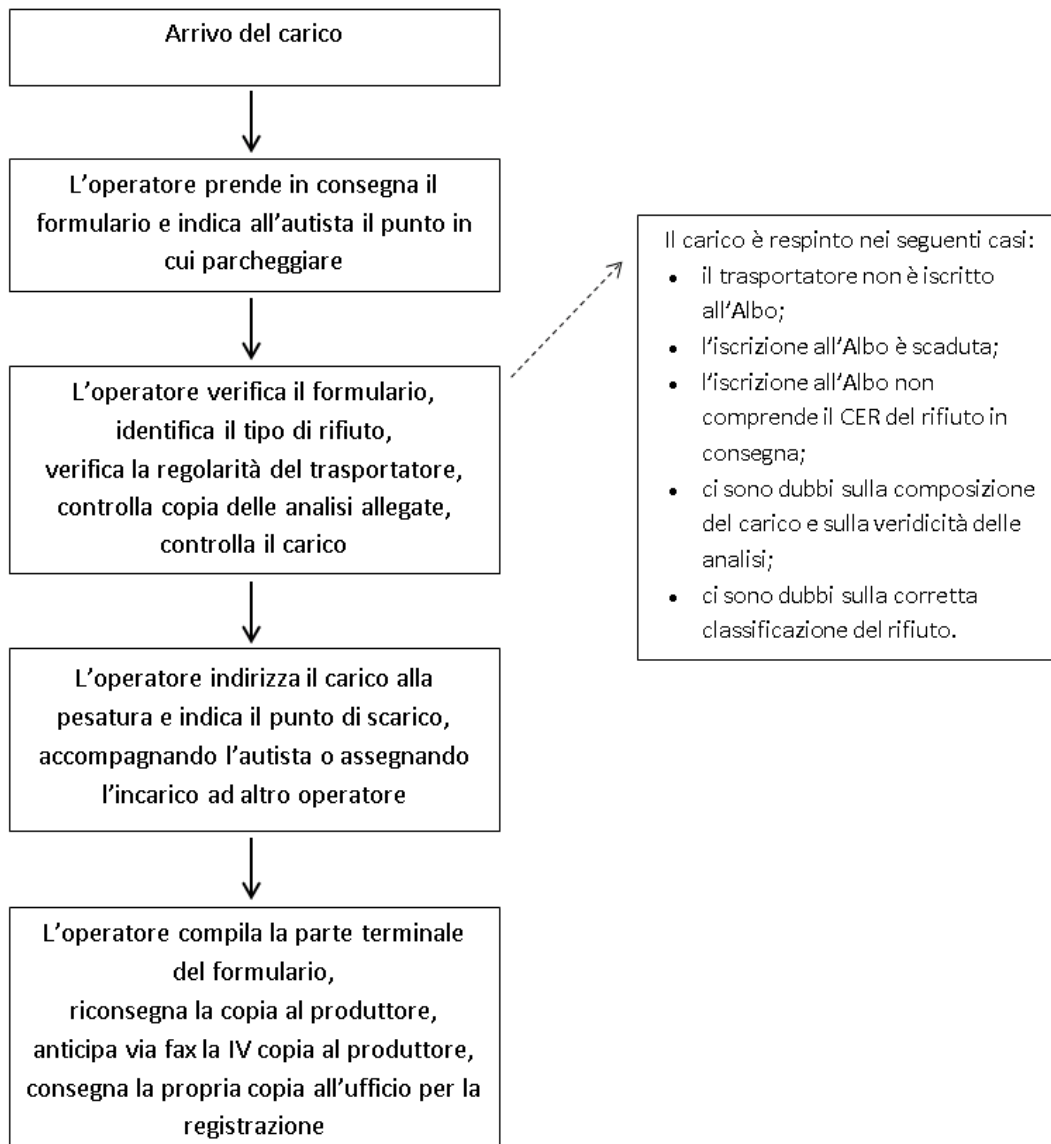 Arrivo del carico
L'operatore prende in consegna il
formulario e indica all'autista il punto in
cui parcheggiare
L'operatore verifica il formulario,
identifica il tipo di rifiuto,
verifica la regolarità del trasportatore,
controlla copia delle analisi allegate,
controlla il carico
Il carico è respinto nei seguenti casi:
• il trasportatore non è iscritto
all'Albo;
• l'iscrizione all'Albo è scaduta;
• l'iscrizione all'Albo non
comprende il CER del rifiuto in
consegna;
• ci sono dubbi sulla composizione
del carico e sulla veridicità delle
analisi;
• ci sono dubbi sulla corretta
classificazione del rifiuto.
L'operatore indirizza il carico alla
pesatura e indica il punto di scarico,
accompagnando l'autista o assegnando
l'incarico ad altro operatore
L'operatore compila la parte terminale
del formulario,
riconsegna la copia al produttore,
anticipa via fax la IV copia al produttore,
consegna la propria copia all'ufficio per la
registrazione